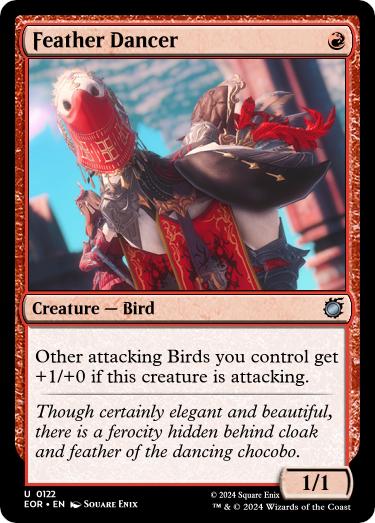 Feather Dancer
Creature — Bird
Other attacking Birds you control get
+1/+0 if this creature is attacking.
Though certainly elegant and beautiful,
there is a ferocity hidden behind cloak
and feather of the dancing chocobo.
1/1
U 0122
EOR • EN SQUARE ENIX
© 2024 Square Enix
™ & © 2024 Wizards of the Coast